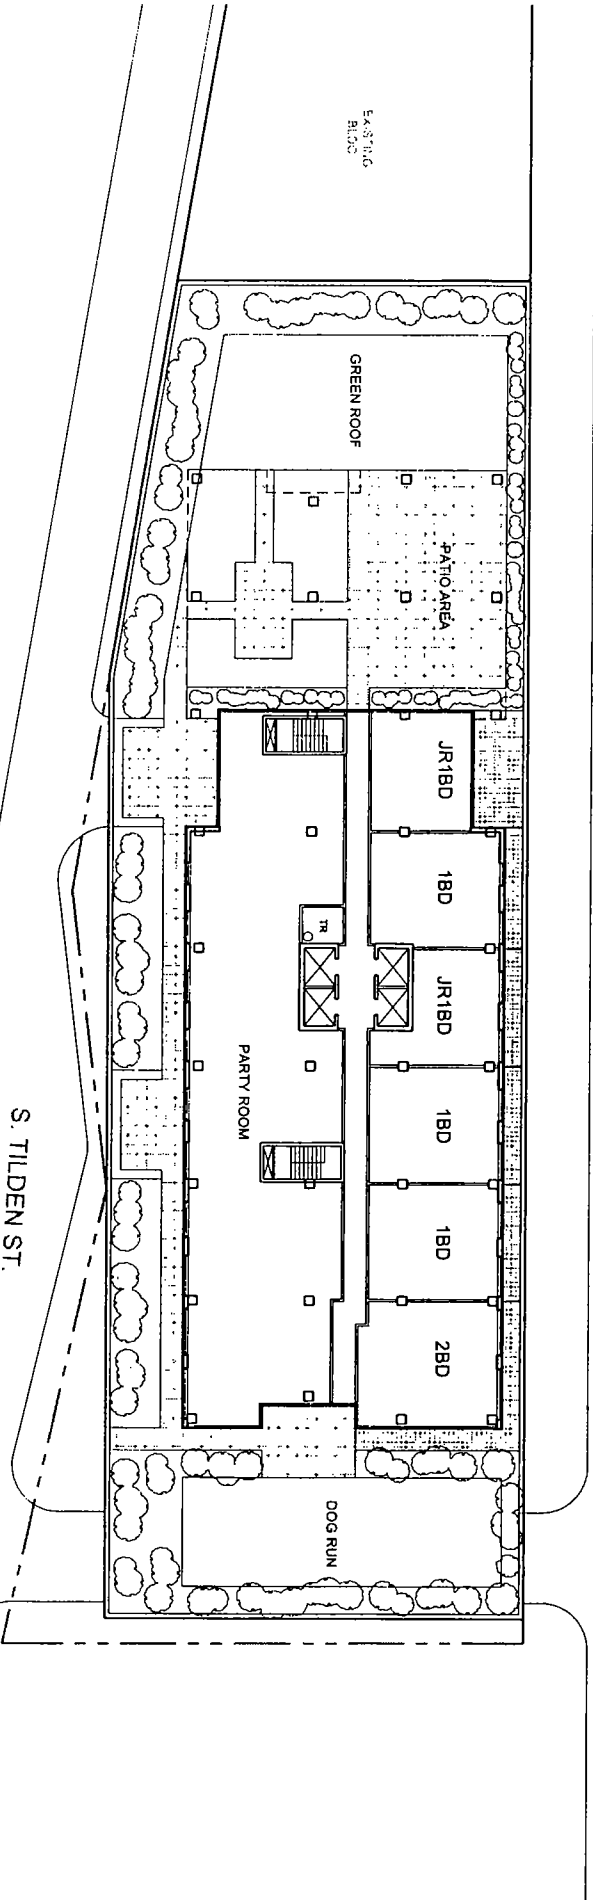 EXISTING
BLDG
GREEN ROOF
PATIO AREA
JR1BD
1BD
JR1BD
1BD
1BD
2BD
TR
PARTY ROOM
DOG RUN
S. TILDEN ST.